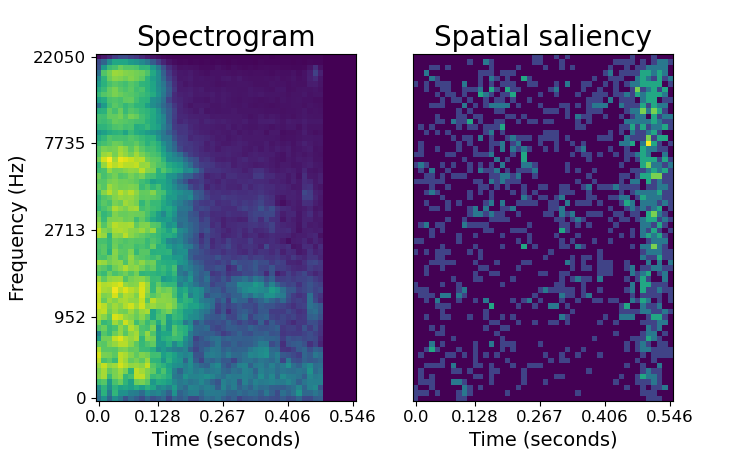 Spectrogram
Spatial saliency
Frequency (Hz)
22050
7735
2713
952
0
0.0 0.128 0.267 0.406 0.546
0.0 0.128 0.267 0.406 0.546
Time (seconds)
Time (seconds)